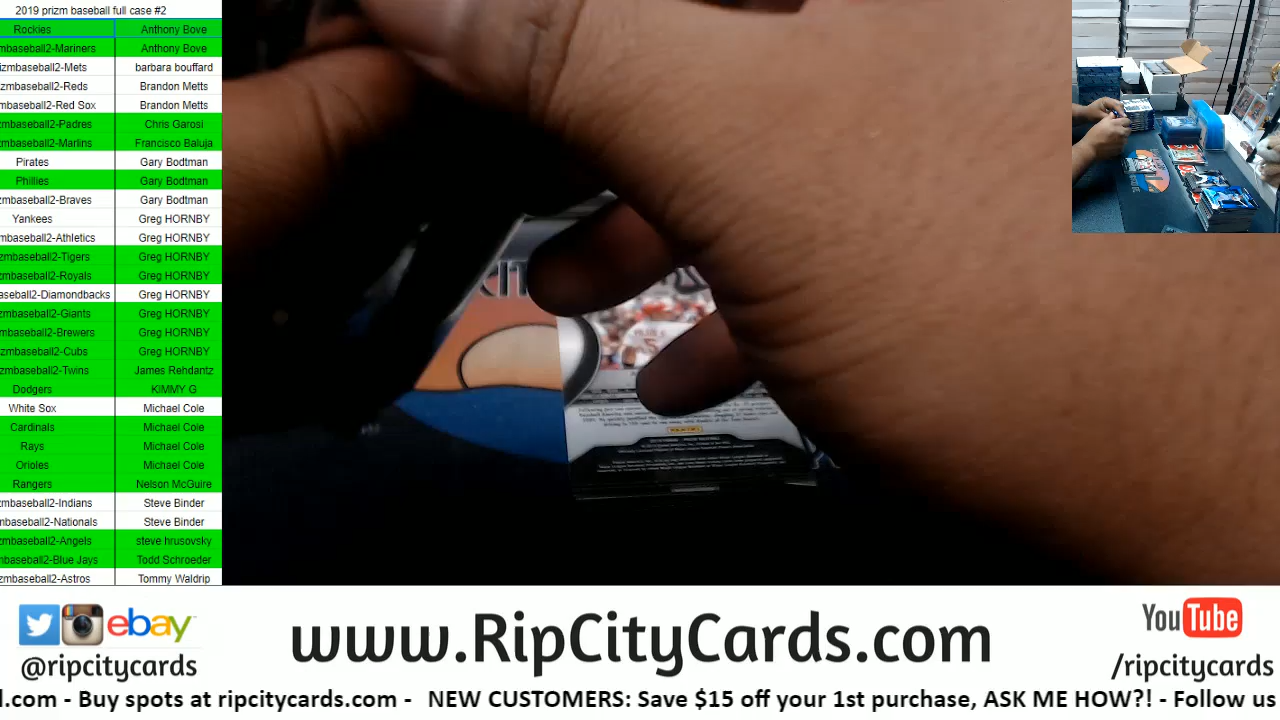 2019 prizm baseball full case #2
Rockies Anthony Bove
mbaseball2-Mariners Anthony Bove
izmbaseball2-Mets barbara bouffard
zmbaseball2-Reds Brandon Metts
zmbaseball2-Red Sox Brandon Metts
zmbaseball2-Padres Chris Garosi
zmbaseball2-Marlins Francisco Baluja
Pirates Gary Bodtman
Phillies Gary Bodtman
zmbaseball2-Braves Gary Bodtman
Yankees Greg HORNBY
mbaseball2-Athletics Greg HORNBY
zmbaseball2-Tigers Greg HORNBY
zmbaseball2-Royals Greg HORNBY
aseball2-Diamondbacks Greg HORNBY
zmbaseball2-Giants Greg HORNBY
zmbaseball2-Brewers Greg HORNBY
zmbaseball2-Cubs Greg HORNBY
zmbaseball2-Twins James Rehdantz
Dodgers KIMMY G
White Sox Michael Cole
Cardinals Michael Cole
Rays Michael Cole
Orioles Michael Cole
Rangers Nelson McGuire
zmbaseball2-Indians Steve Binder
mbaseball2-Nationals Steve Binder
zmbaseball2-Angels steve hrusovsky
mbaseball2-Blue Jays Todd Schroeder
zmbaseball2-Astros Tommy Waldrip
ebay
@ripcitycards
www.RipCityCards.com
YouTube
/ripcitycards
l.com - Buy spots at ripcitycards.com - NEW CUSTOMERS: Save $15 off your 1st purchase, ASK ME HOW?! - Follow us